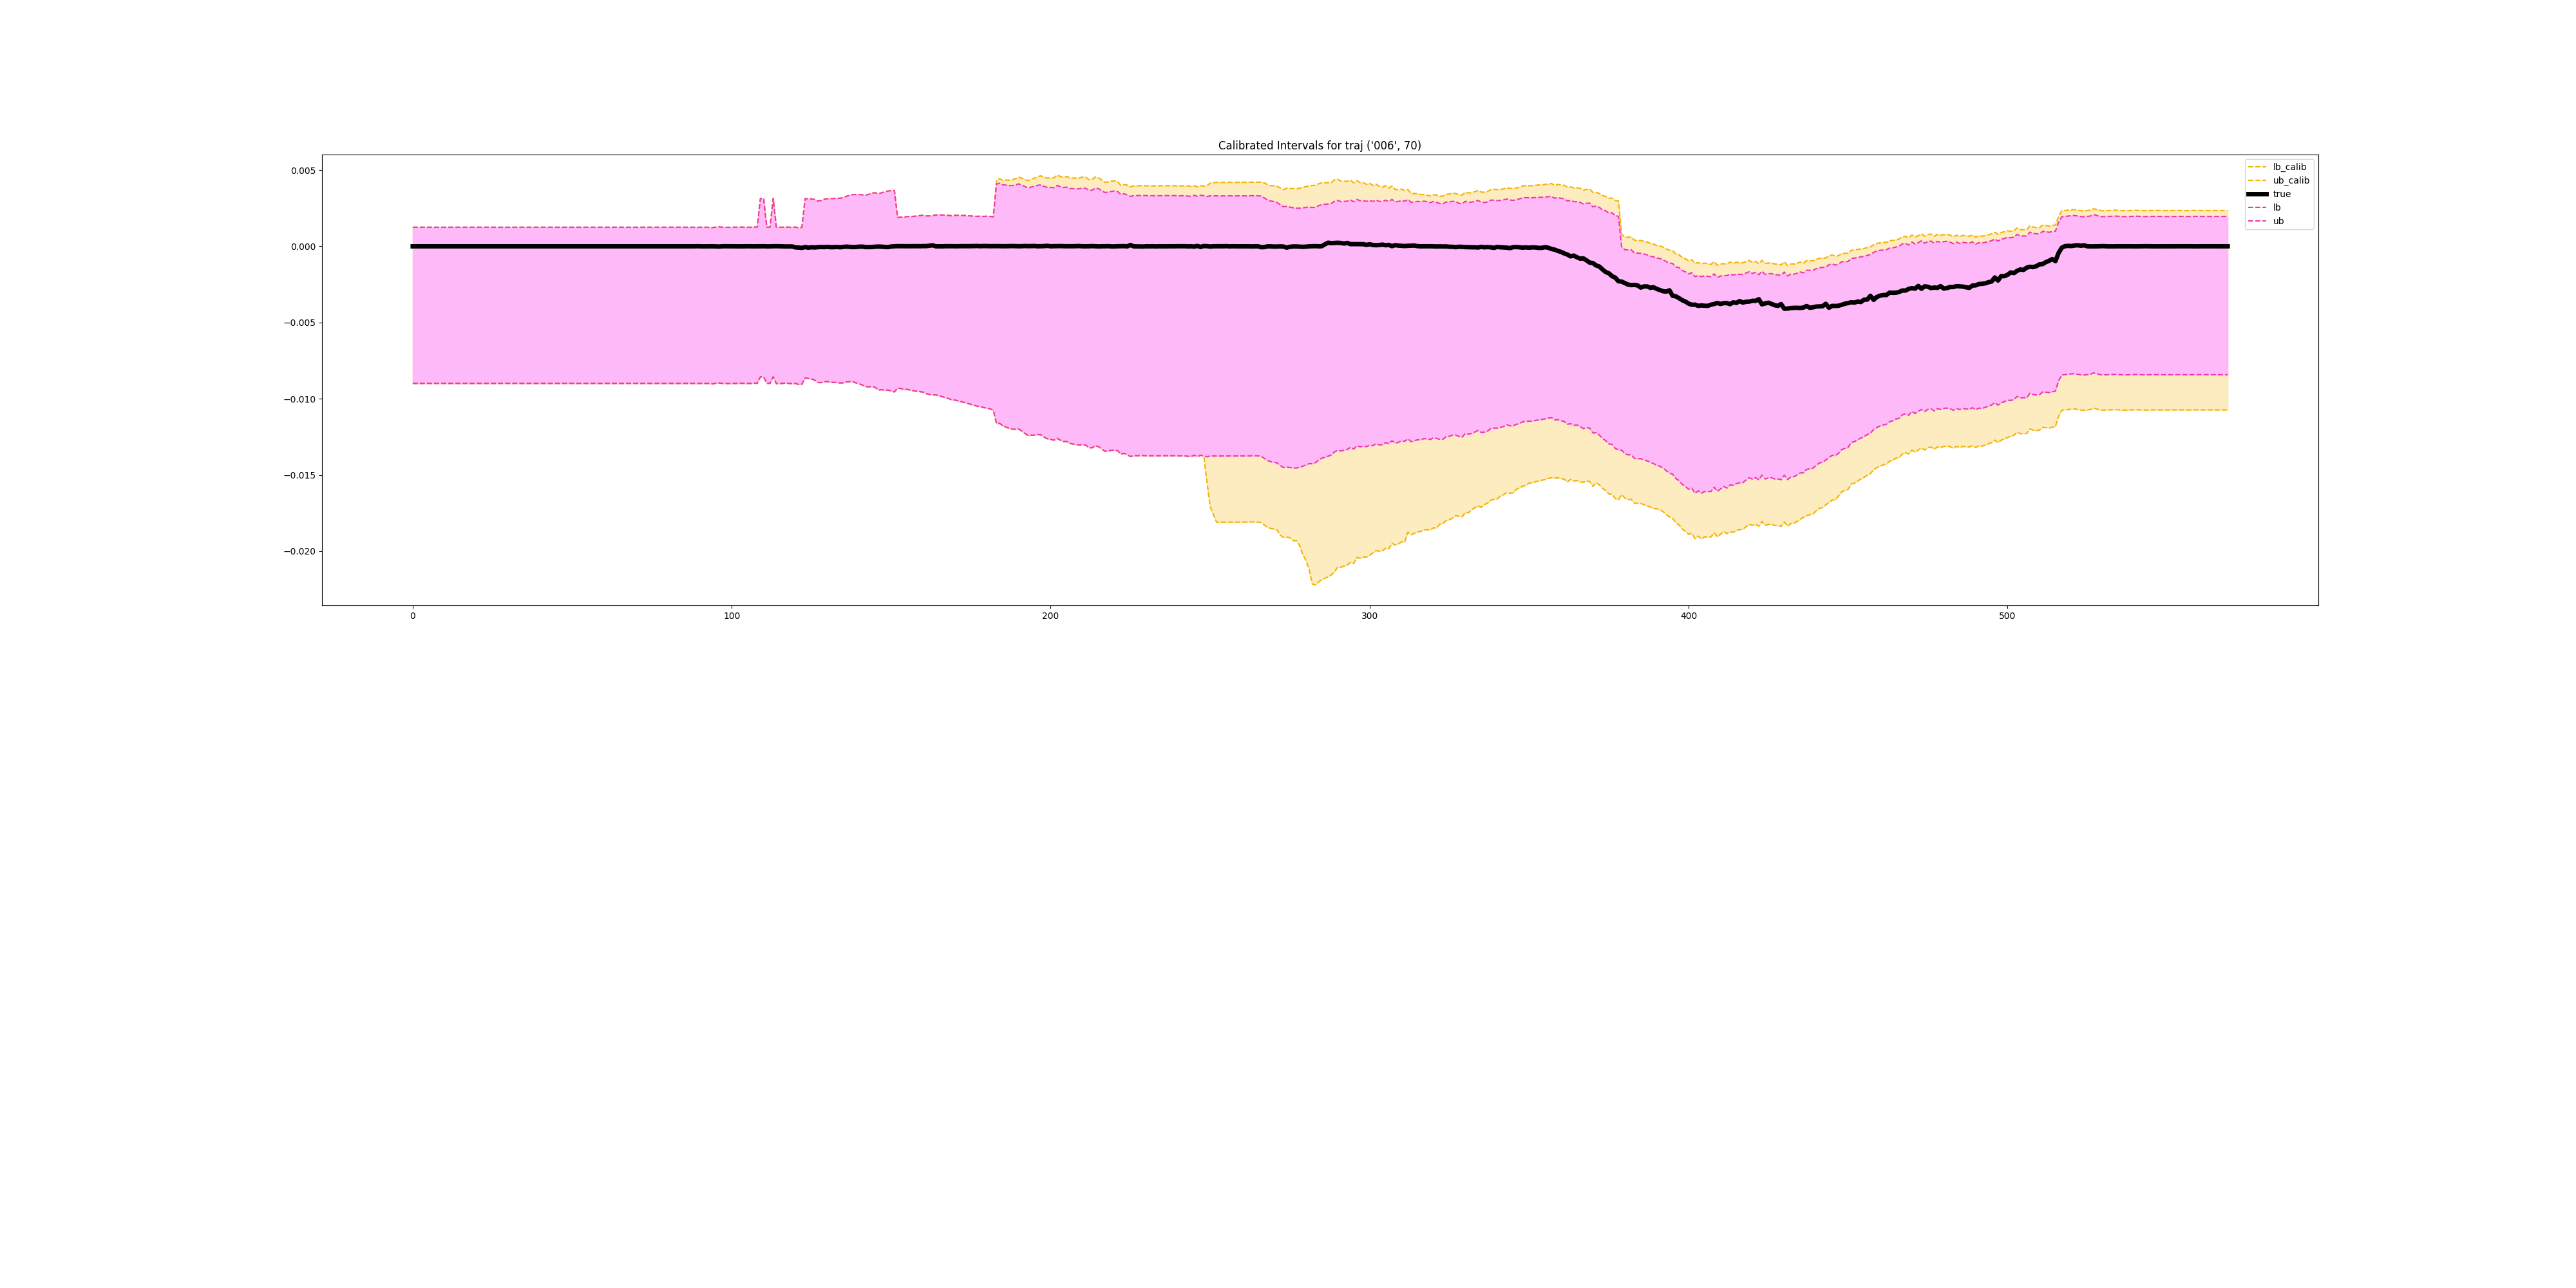 Calibrated Intervals for traj ('006', 70)
0.005
0.000
−0.005
−0.010
−0.015
−0.020
0
100
200
300
400
500
lb_calib
ub_calib
true
lb
ub